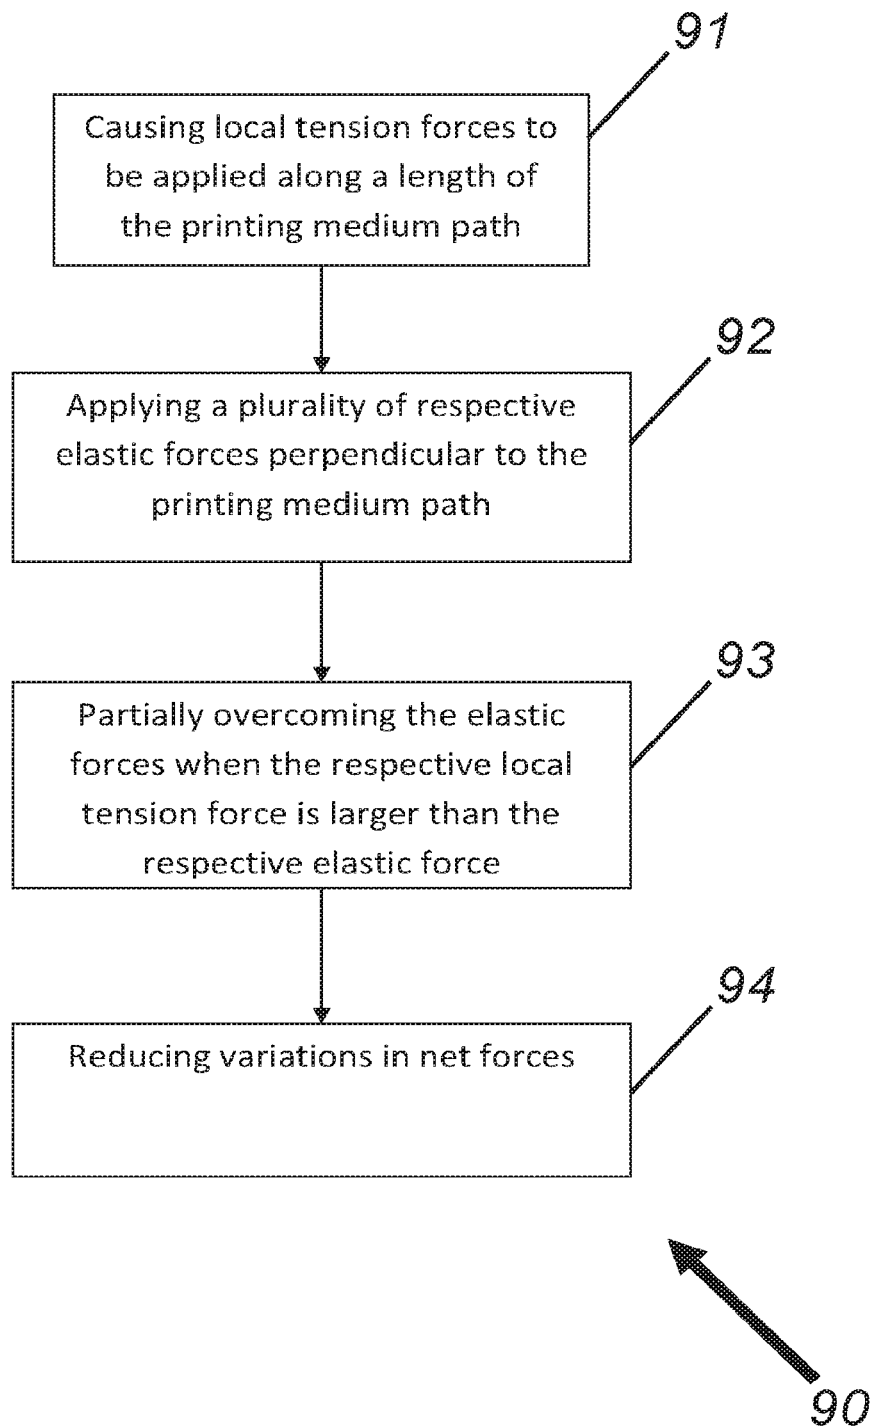 91
Causing local tension forces to
be applied along a length of
the printing medium path
92
Applying a plurality of respective
elastic forces perpendicular to the
printing medium path
93
Partially overcoming the elastic
forces when the respective local
tension force is larger than the
respective elastic force
94
Reducing variations in net forces
90